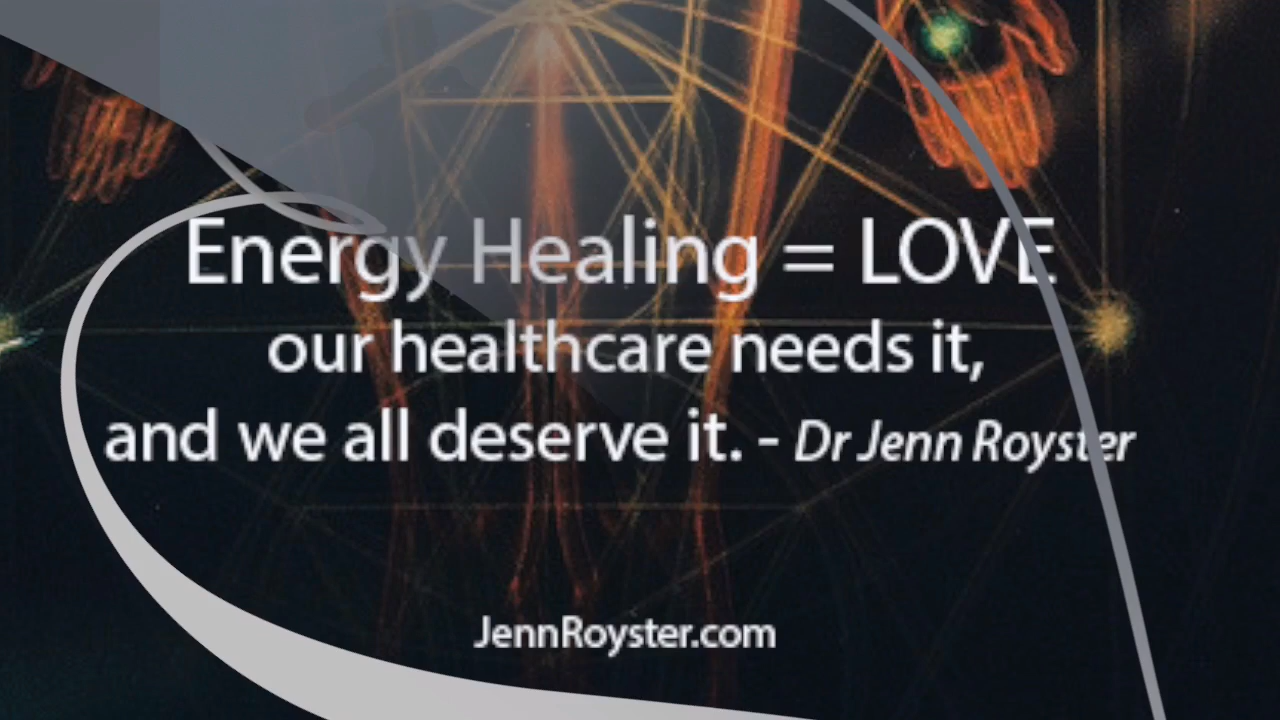 Energy Healing = LOVE
our healthcare needs it,
and we all deserve it. - Dr Jenn Royster
JennRoyster.com